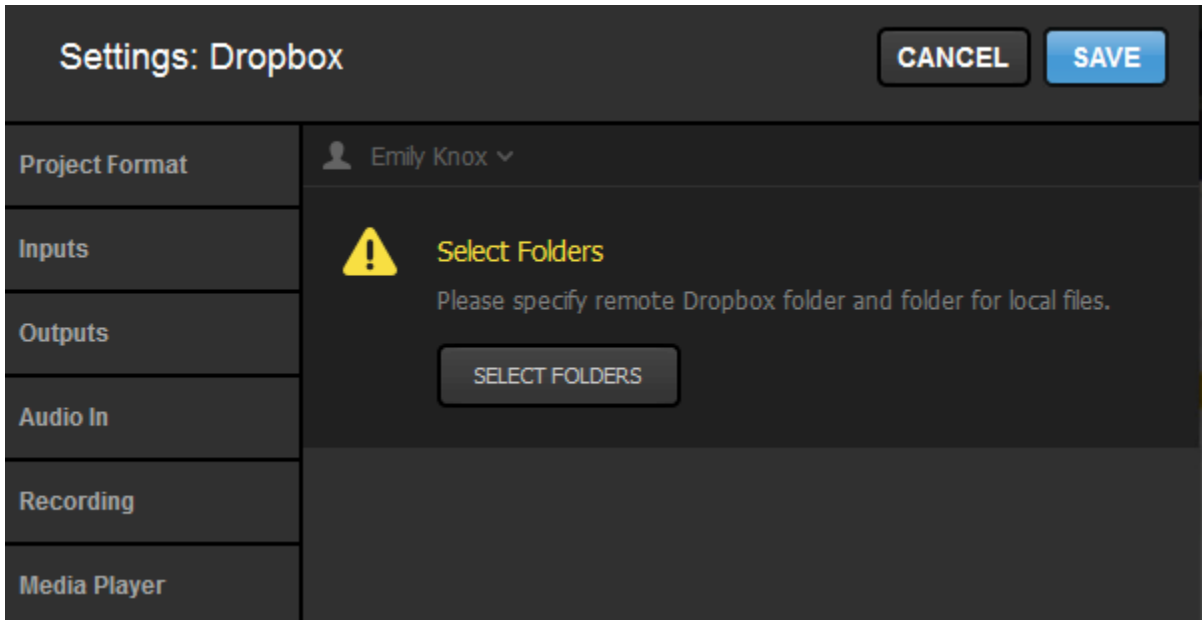 Settings: Dropbox
CANCEL
SAVE
Project Format
Inputs
Outputs
Audio In
Recording
Media Player
Emily Knox
Select Folders
Please specify remote Dropbox folder and folder for local files.
SELECT FOLDERS